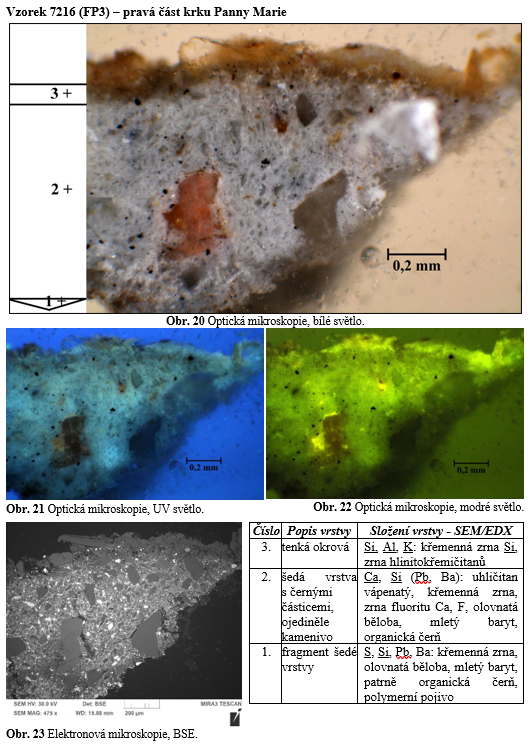 Vzorek 7216 (FP3) – pravá část krku Panny Marie
3 +
2 +
1 +
0,2 mm
Obr. 20 Optická mikroskopie, bílé světlo.
0.2 mm
0.2 mm
Obr. 21 Optická mikroskopie, UV světlo.
Obr. 22 Optická mikroskopie, modré světlo.
Číslo Popis vrstvy Složení vrstvy - SEM/EDX
3. tenká okrová Si, Al, K: křemenná zrna Si,
zrna hlinitokřemičitanů
2. šedá vrstva Ca, Si (Pb, Ba): uhličitan
s černými vápenatý, křemenná zrna,
částicemi, zrna fluoritu Ca, F, olovnatá
ojediněle běloba, mletý baryt,
kamenivo organická čerň
1. fragment šedé S, Si, Pb, Ba: křemenná zrna,
vrstvy olovnatá běloba, mletý baryt,
patrně organická čerň,
polymerní pojivo
SEM HV: 30.0 kV Det: BSE MIRA3 TESCAN
SEM MAG: 475 x WD: 15.88 mm 200 µm
Obr. 23 Elektronová mikroskopie, BSE.